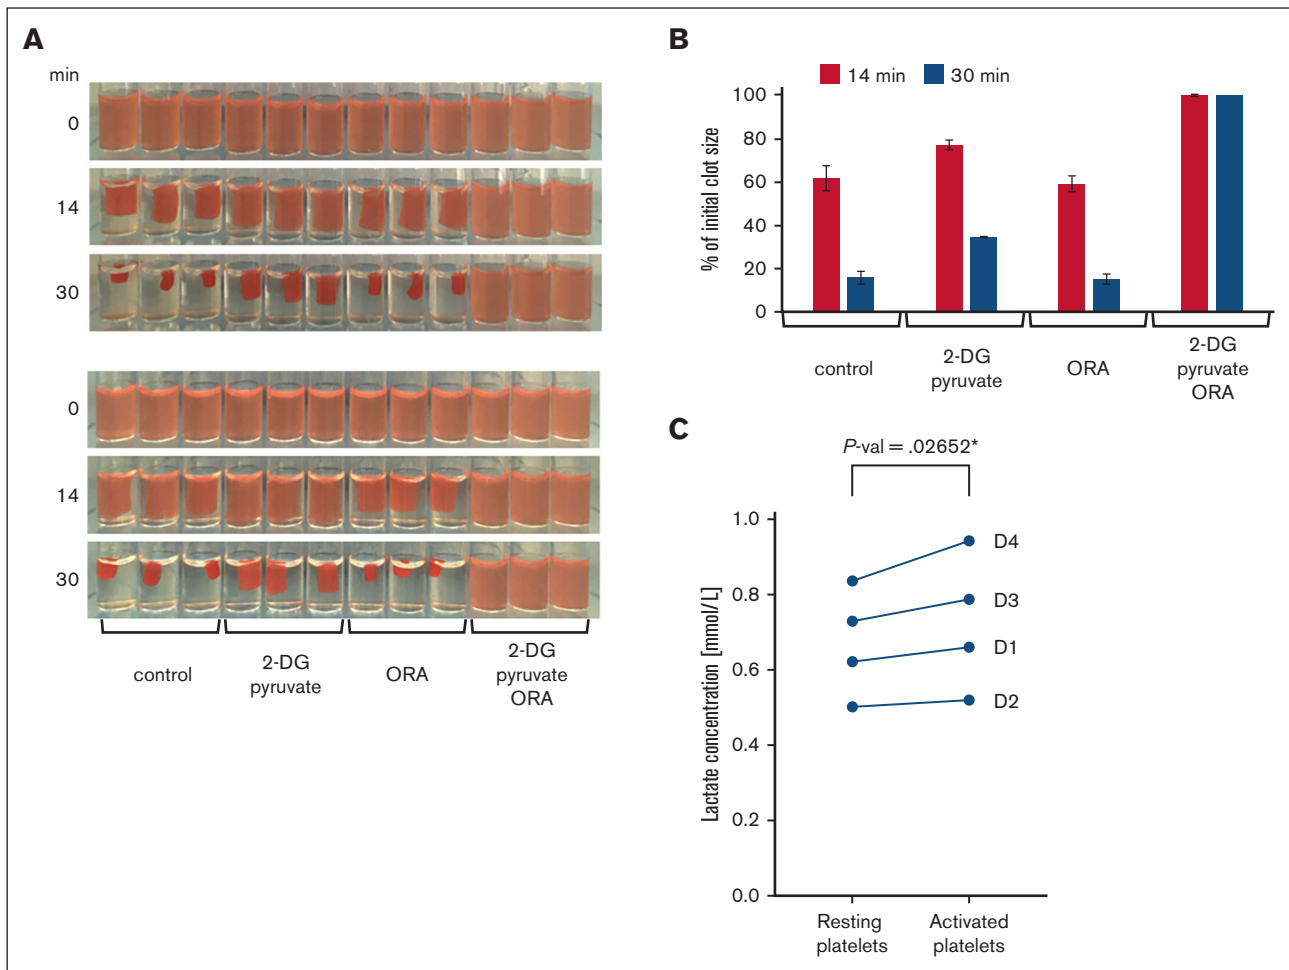 A
min
0
14
30
0
14
30
control
2-DG
pyruvate
ORA
2-DG
pyruvate
ORA
B
14 min
30 min
% of initial clot size
100
80
60
40
20
0
control
2-DG
pyruvate
ORA
2-DG
pyruvate
ORA
C
P-val = .02652*
Lactate concentration [mmol/L]
1.0
0.8
0.6
0.4
0.2
0.0
D4
D3
D1
D2
Resting
platelets
Activated
platelets